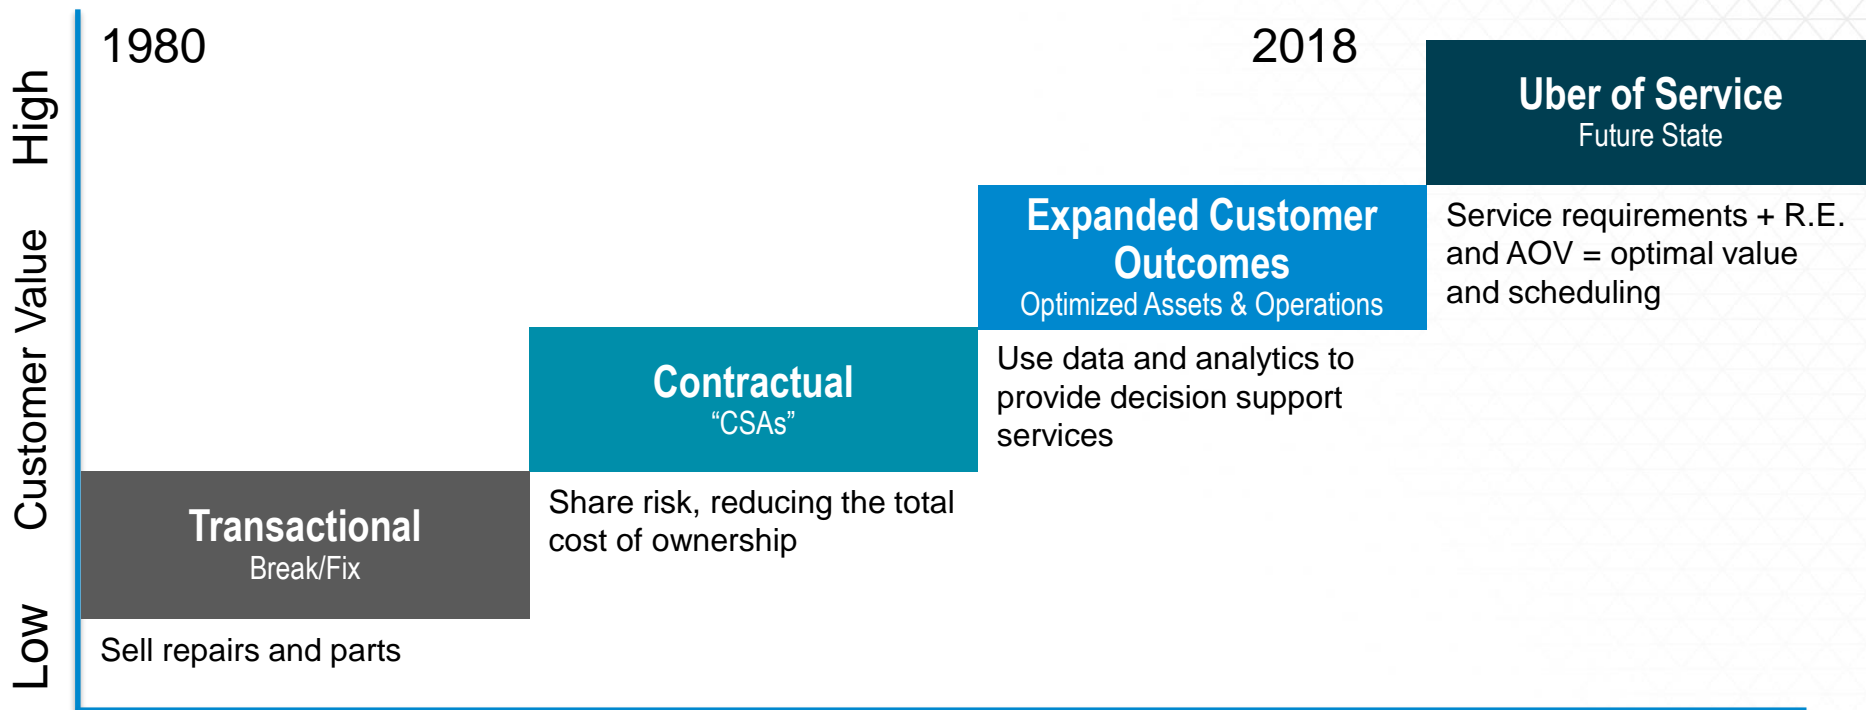 1980
2018
High
Customer Value
Low
Uber of Service
Future State
Service requirements + R.E.
and AOV = optimal value
and scheduling
Expanded Customer
Outcomes
Optimized Assets & Operations
Use data and analytics to
provide decision support
services
Contractual
“CSAs”
Share risk, reducing the total
cost of ownership
Transactional
Break/Fix
Sell repairs and parts